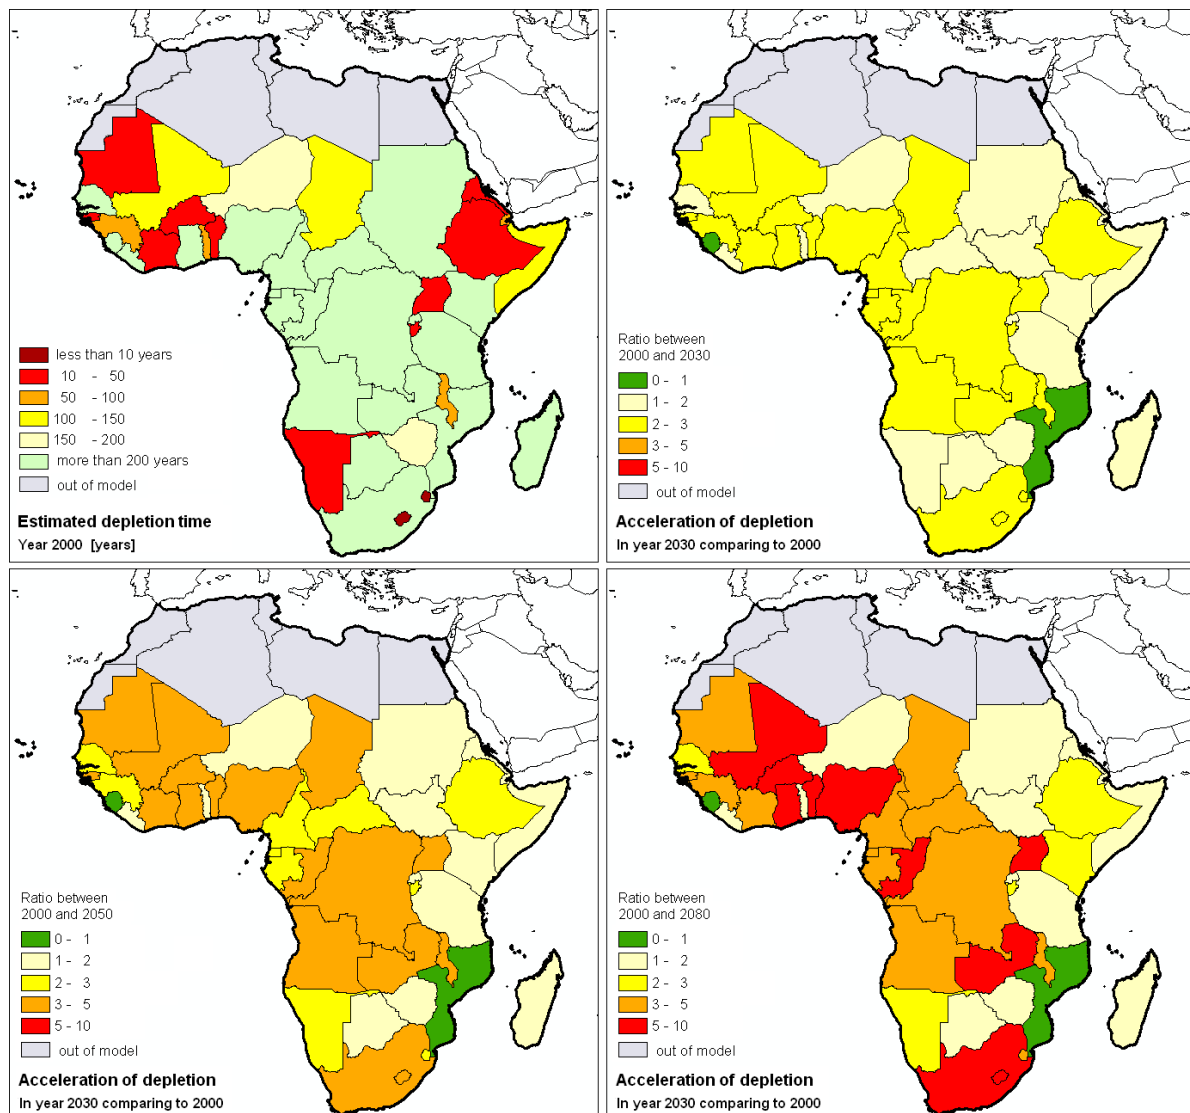 less than 10 years
10 - 50
50 - 100
100 - 150
150 - 200
more than 200 years
out of model
Estimated depletion time
Year 2000 [years]
Ratio between
2000 and 2030
0 - 1
1 - 2
2 - 3
3 - 5
5 - 10
out of model
Acceleration of depletion
In year 2030 comparing to 2000
Ratio between
2000 and 2050
0 - 1
1 - 2
2 - 3
3 - 5
5 - 10
out of model
Acceleration of depletion
In year 2030 comparing to 2000
Ratio between
2000 and 2080
0 - 1
1 - 2
2 - 3
3 - 5
5 - 10
out of model
Acceleration of depletion
In year 2030 comparing to 2000